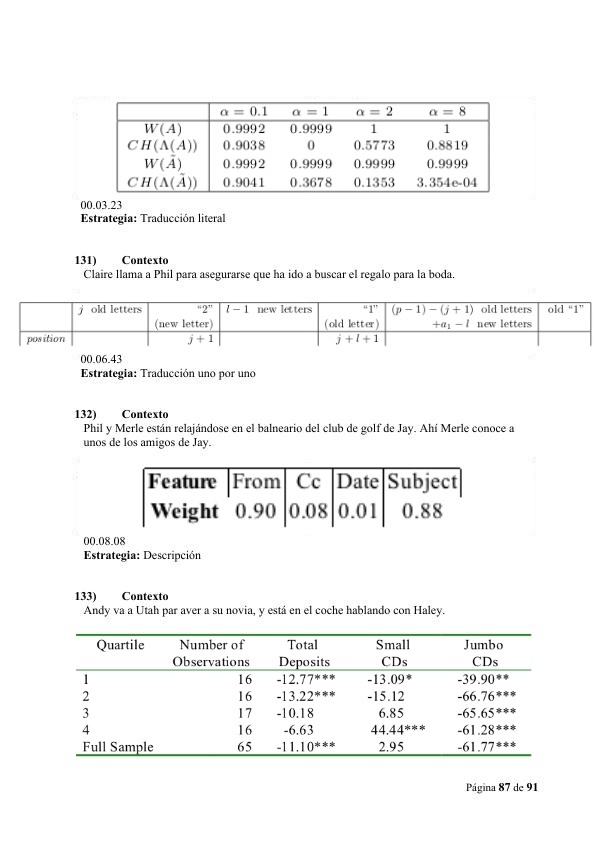 α = 0.1 α = 1 α = 2 α = 8
W(A) 0.9992 0.9999 1 1
CH(Λ(A)) 0.9038 0 0.5773 0.8819
W(Ã) 0.9992 0.9999 0.9999 0.9999
CH(Λ(Ã)) 0.9041 0.3678 0.1353 3.354e-04
00.03.23
Estrategia: Traducción literal
131) Contexto
Claire llama a Phil para asegurarse que ha ido a buscar el regalo para la boda.
j old letters “2” l − 1 new letters “1” (p − 1) − (j + 1) old letters old “1”
(new letter) (old letter) +a₁ − l new letters
position j + 1 j + l + 1
00.06.43
Estrategia: Traducción uno por uno
132) Contexto
Phil y Merle están relajándose en el balneario del club de golf de Jay. Ahí Merle conoce a
unos de los amigos de Jay.
Feature From Cc Date Subject
Weight 0.90 0.08 0.01 0.88
00.08.08
Estrategia: Descripción
133) Contexto
Andy va a Utah par aver a su novia, y está en el coche hablando con Haley.
Quartile Number of Total Small Jumbo
Observations Deposits CDs CDs
1 16 -12.77*** -13.09* -39.90**
2 16 -13.22*** -15.12 -66.76***
3 17 -10.18 6.85 -65.65***
4 16 -6.63 44.44*** -61.28***
Full Sample 65 -11.10*** 2.95 -61.77***
Página 87 de 91